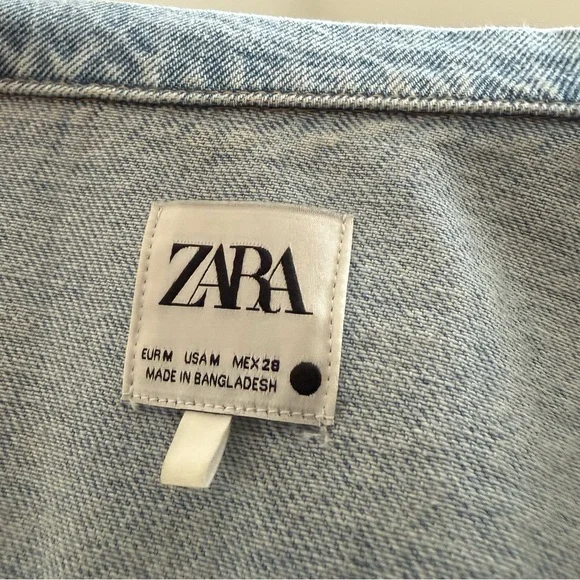 ZARA
EUR M USA M MEX 28
MADE IN BANGLADESH